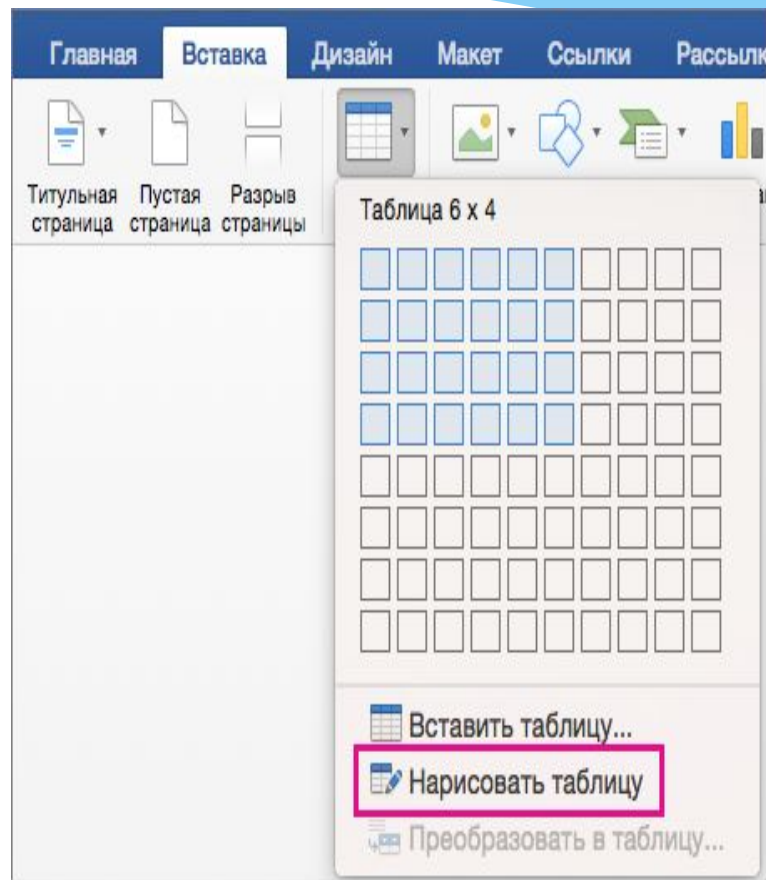 Главная Вставка Дизайн Макет Ссылки
Титульная Пустая Разрыв
страница страница страницы
Таблица 6 x 4
Вставить таблицу...
Нарисовать таблицу
Преобразовать в таблицу...